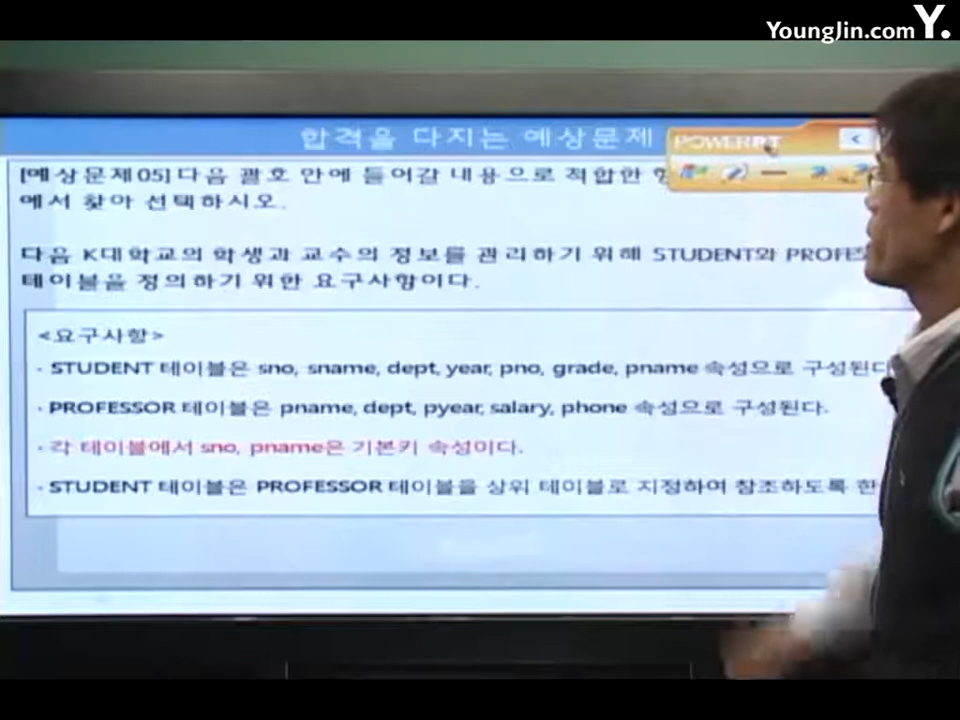 YoungJin.com Y.
합격을 다지는 예상문제
POWERPT
[예상문제05] 다음 괄호 안에 들어갈 내용으로 적합한
에서 찾아 선택하시오.
다음 K대학교의 학생과 교수의 정보를 관리하기 위해 STUDENT와 PROFES
테이블을 정의하기 위한 요구사항이다.
<요구사항>
· STUDENT 테이블은 sno, sname, dept, year, pno, grade, pname 속성으로 구성된다
· PROFESSOR 테이블은 pname, dept, pyear, salary, phone 속성으로 구성된다.
· 각 테이블에서 sno, pname은 기본키 속성이다.
· STUDENT 테이블은 PROFESSOR 테이블을 상위 테이블로 지정하여 참조하도록 한